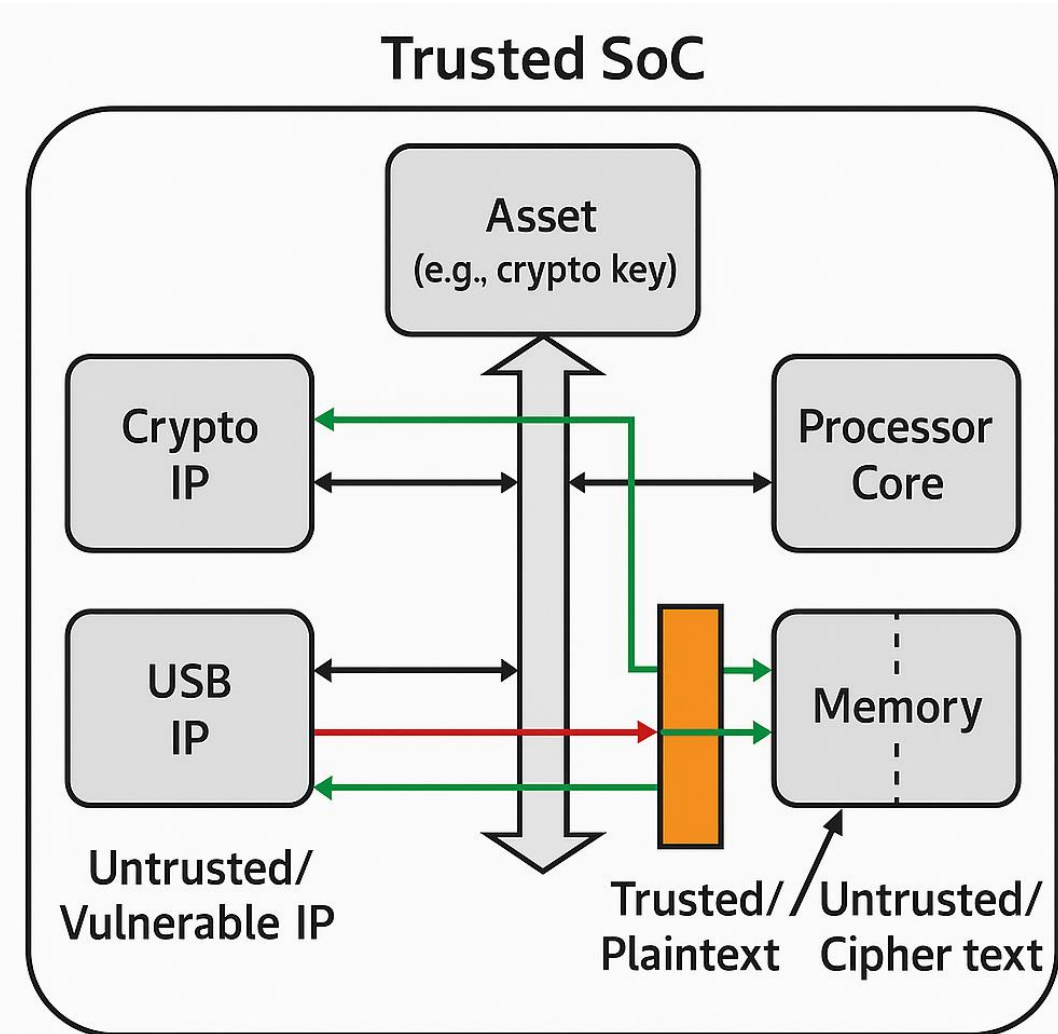 Trusted SoC
Asset
(e.g., crypto key)
Crypto
IP
Processor
Core
USB
IP
Memory
Untrusted/
Vulnerable IP
Trusted/
Plaintext
Untrusted/
Cipher text